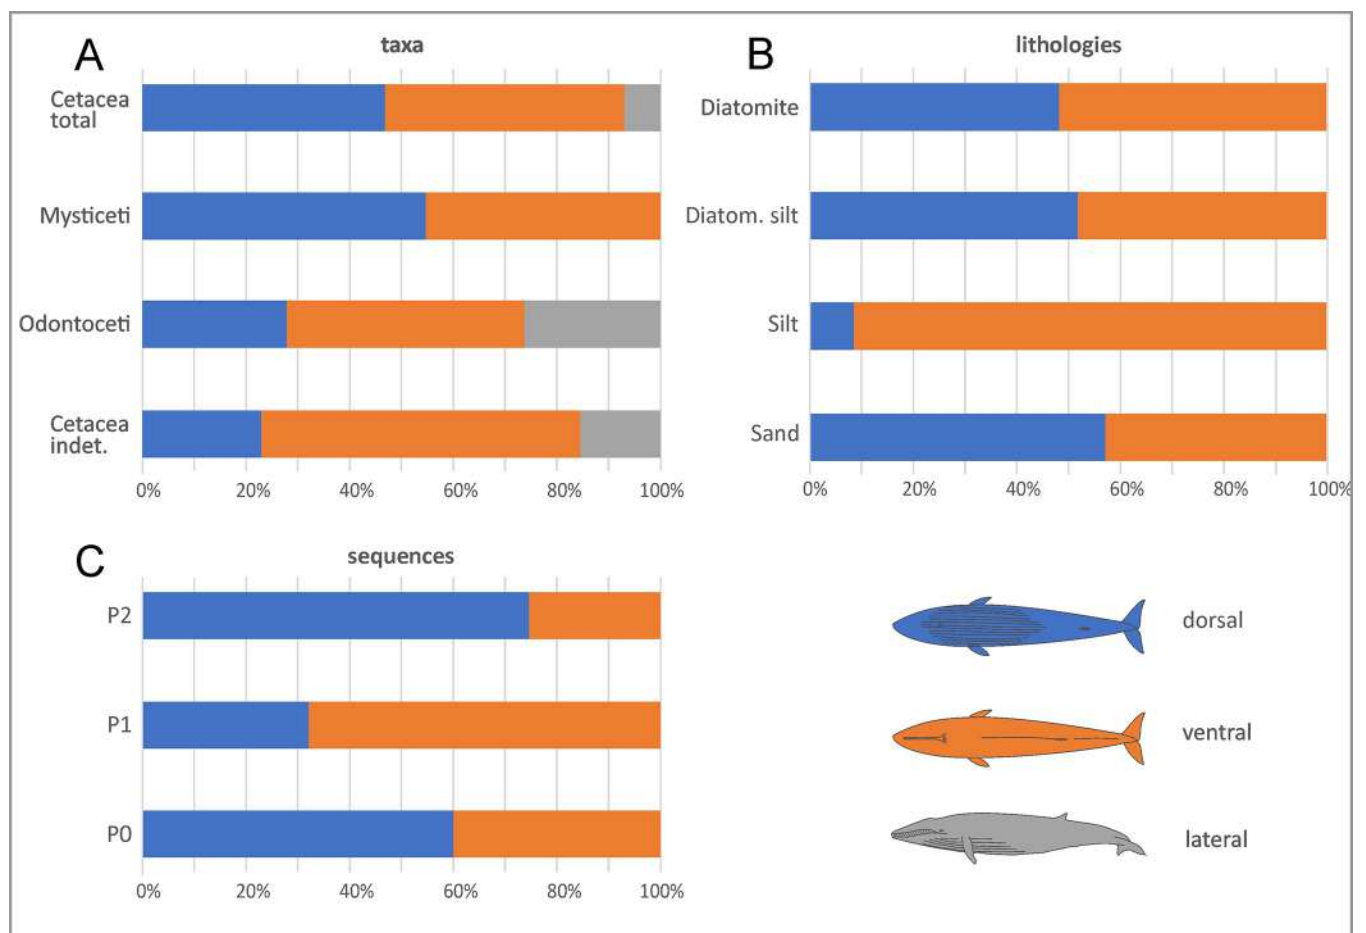 A
taxa
Cetacea
total
Mysticeti
Odontoceti
Cetacea
indet.
0%
20%
40%
60%
80%
100%
B
lithologies
Diatomite
Diatom. silt
Silt
Sand
0%
20%
40%
60%
80%
100%
C
sequences
P2
P1
P0
0%
20%
40%
60%
80%
100%
dorsal
ventral
lateral